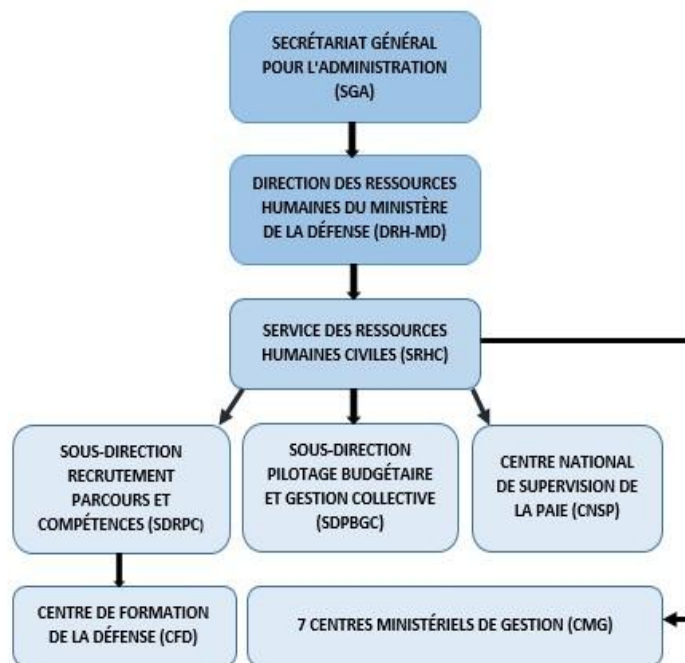 SECRÉTARIAT GÉNÉRAL
POUR L'ADMINISTRATION
(SGA)
DIRECTION DES RESSOURCES
HUMAINES DU MINISTÈRE
DE LA DÉFENSE (DRH-MD)
SERVICE DES RESSOURCES
HUMAINES CIVILES (SRHC)
SOUS-DIRECTION
RECRUTEMENT
PARCOURS ET
COMPÉTENCES (SDRPC)
SOUS-DIRECTION
PILOTAGE BUDGÉTAIRE
ET GESTION COLLECTIVE
(SDPBGC)
CENTRE NATIONAL
DE SUPERVISION DE
LA PAIE (CNSP)
CENTRE DE FORMATION
DE LA DÉFENSE (CFD)
7 CENTRES MINISTÉRIELS DE GESTION (CMG)